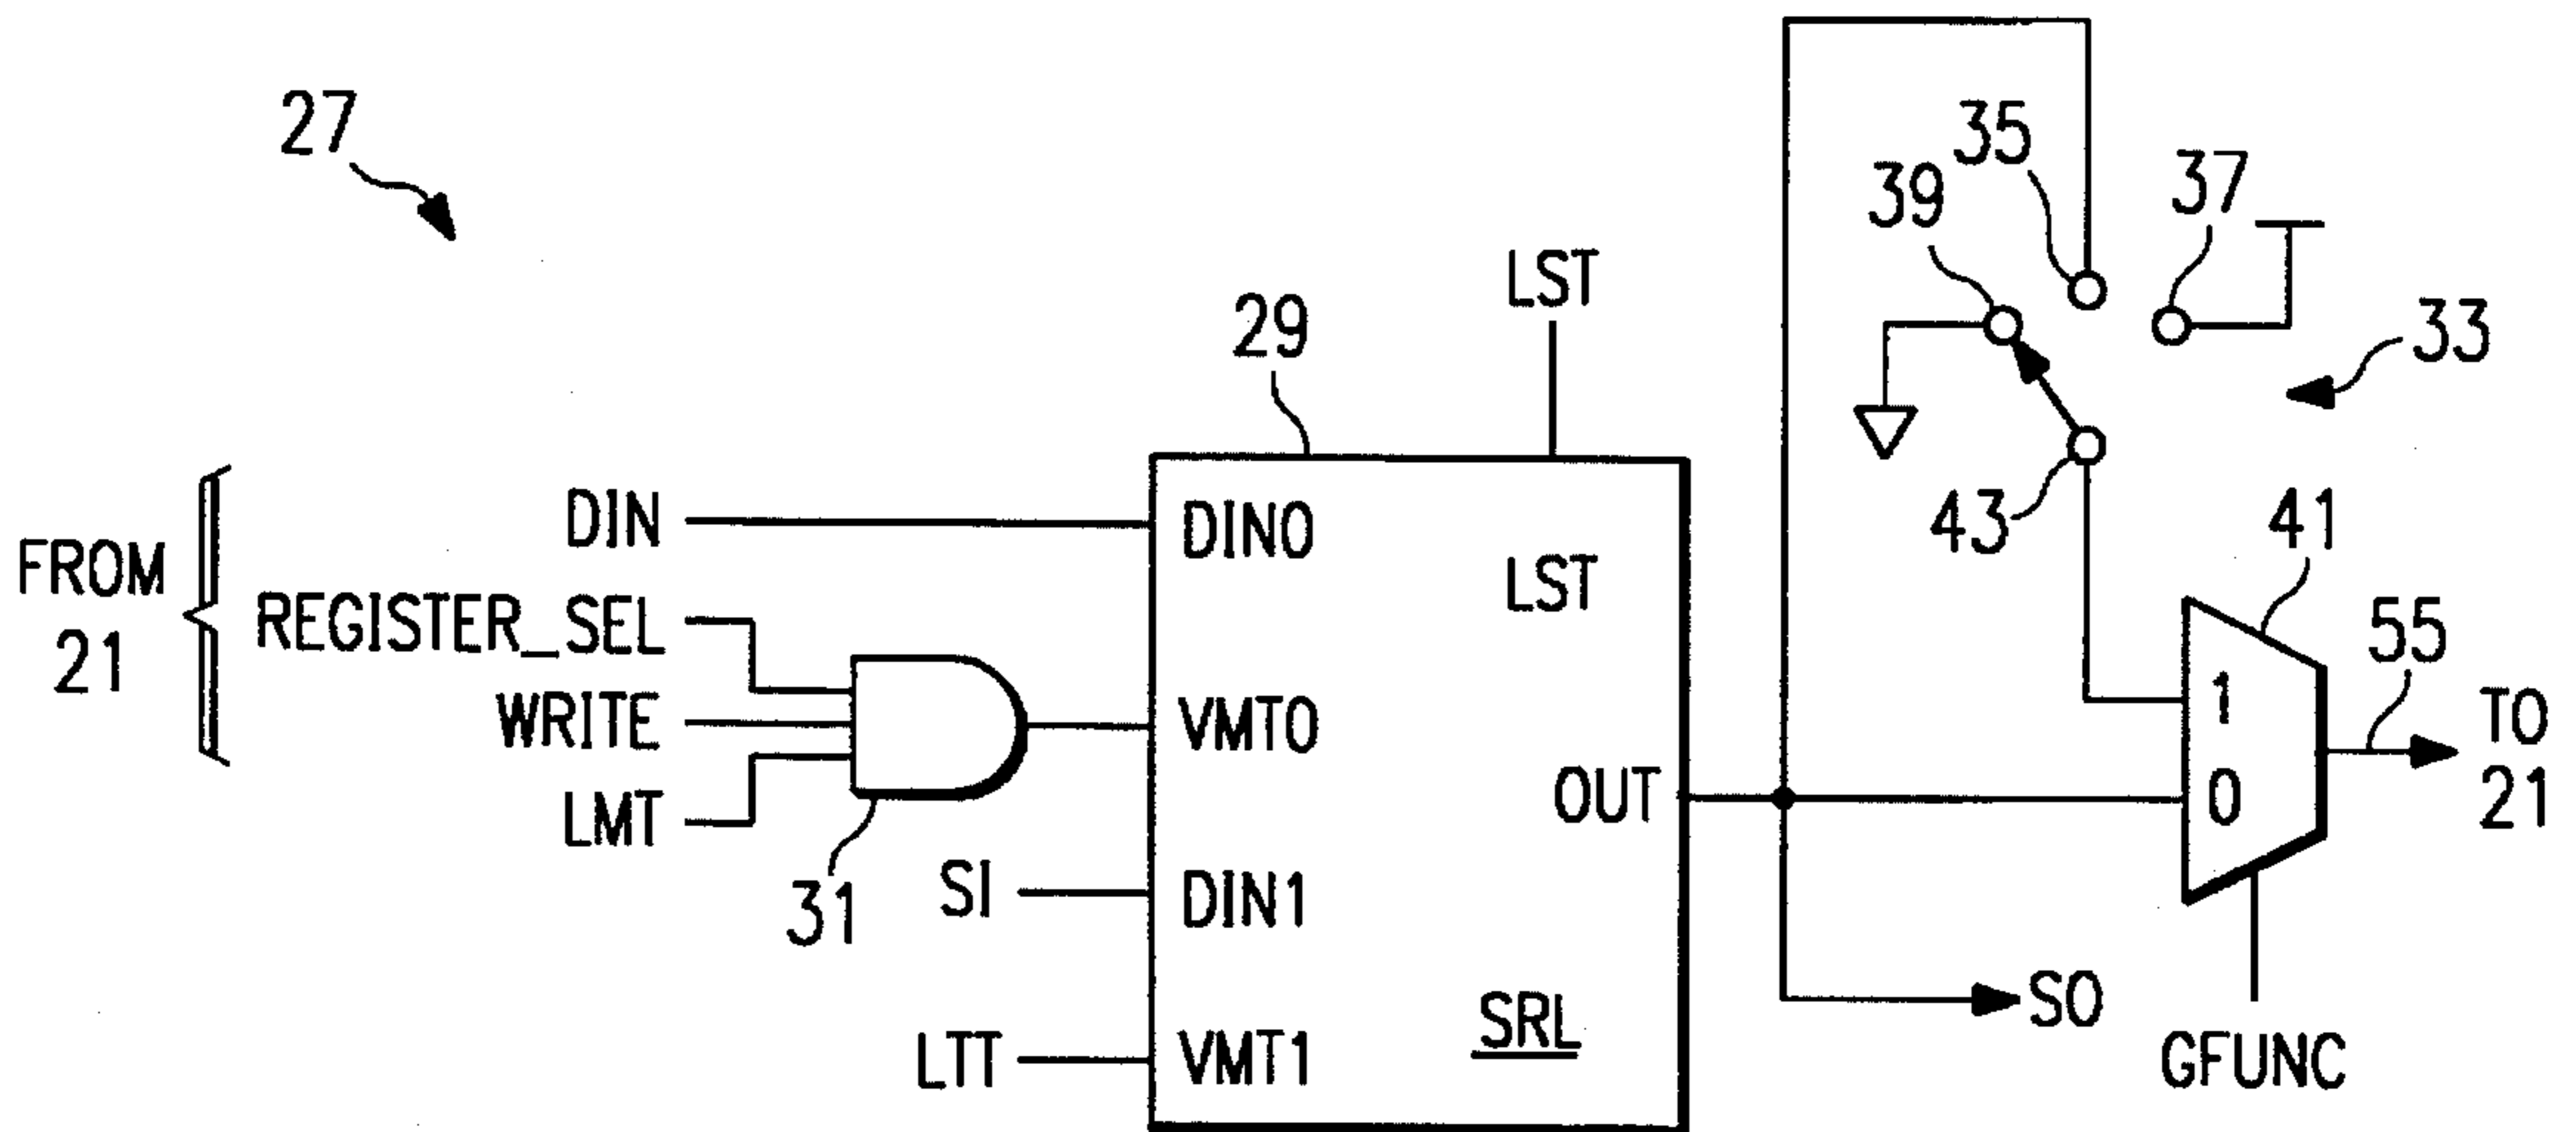 27
35
39
37
33
LST
29
43
41
55
FROM
21
DIN
REGISTER_SEL
WRITE
LMT
31
SI
LTT
DIN0
LST
VMT0
OUT
DIN1
SRL
VMT1
1
0
TO
21
SO
GFUNC